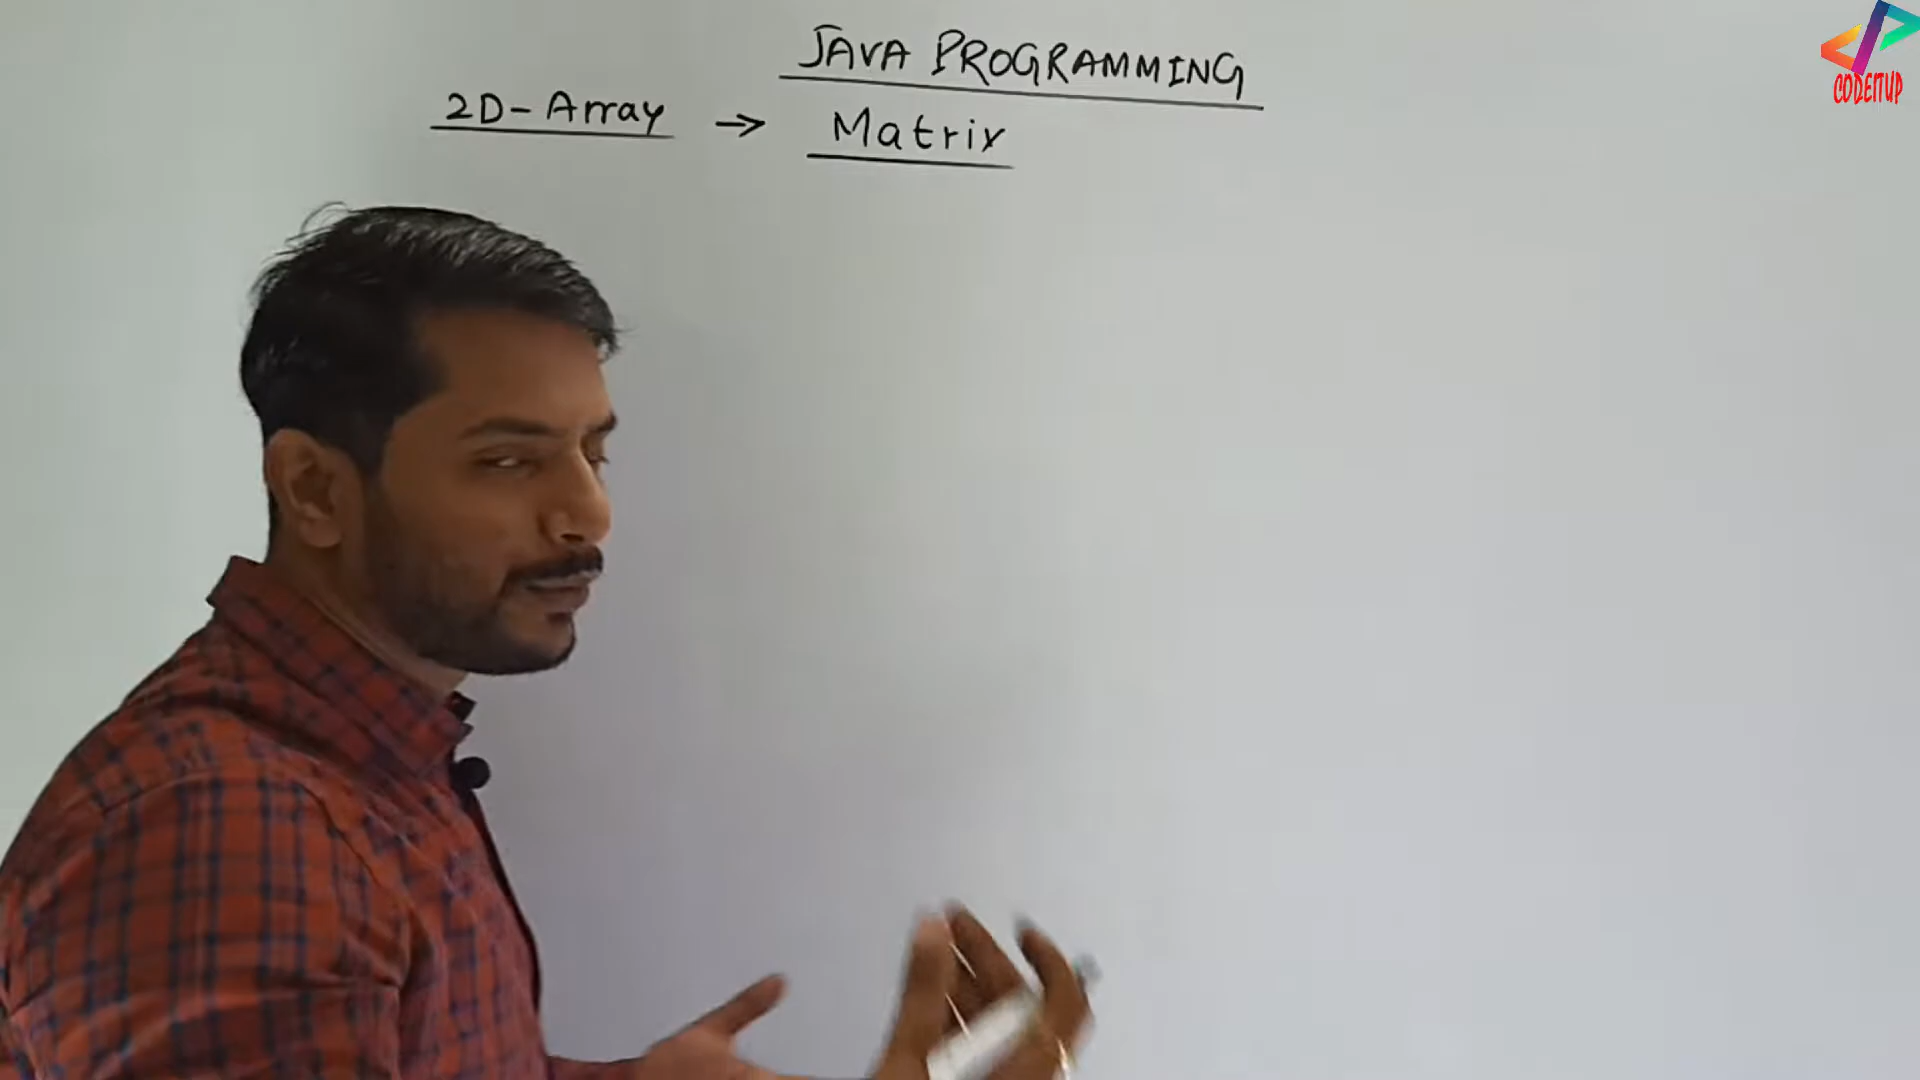 JAVA PROGRAMMING
2D-Array → Matrix
CODEITUP